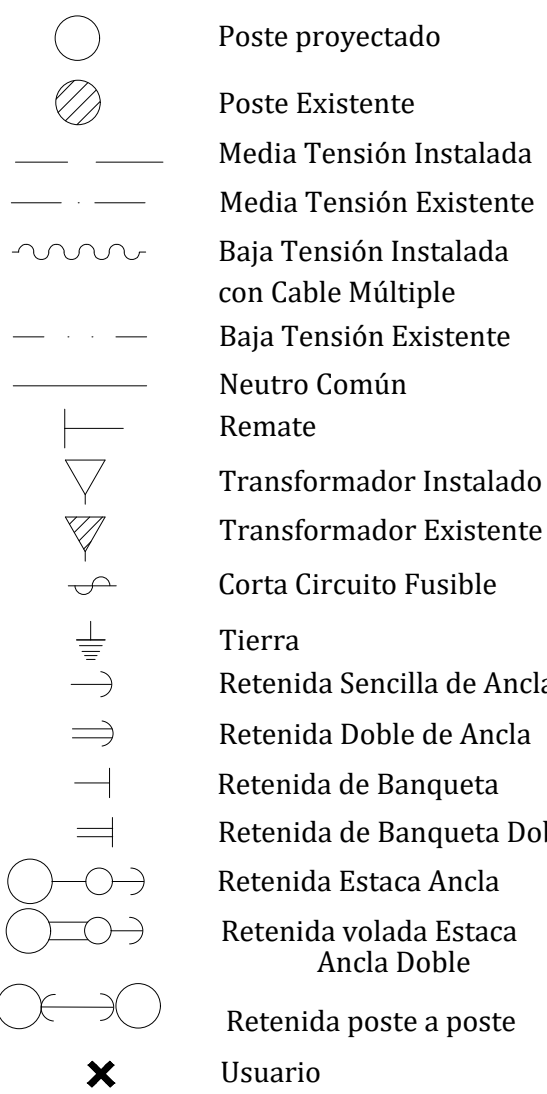 Poste proyectado
Poste Existente
Media Tensión Instalada
Media Tensión Existente
Baja Tensión Instalada
con Cable Múltiple
Baja Tensión Existente
Neutro Común
Remate
Transformador Instalado
Transformador Existente
Corta Circuito Fusible
Tierra
Retenida Sencilla de Ancla
Retenida Doble de Ancla
Retenida de Banqueta
Retenida de Banqueta
Retenida Estaca Ancla
Retenida volada Estaca
Ancla Doble
Retenida poste a poste
Usuario